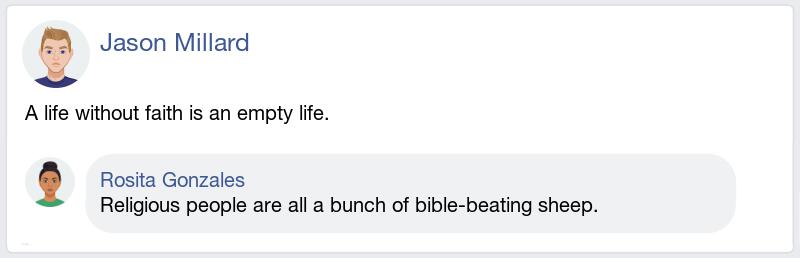 Jason Millard
A life without faith is an empty life.
Rosita Gonzales
Religious people are all a bunch of bible-beating sheep.